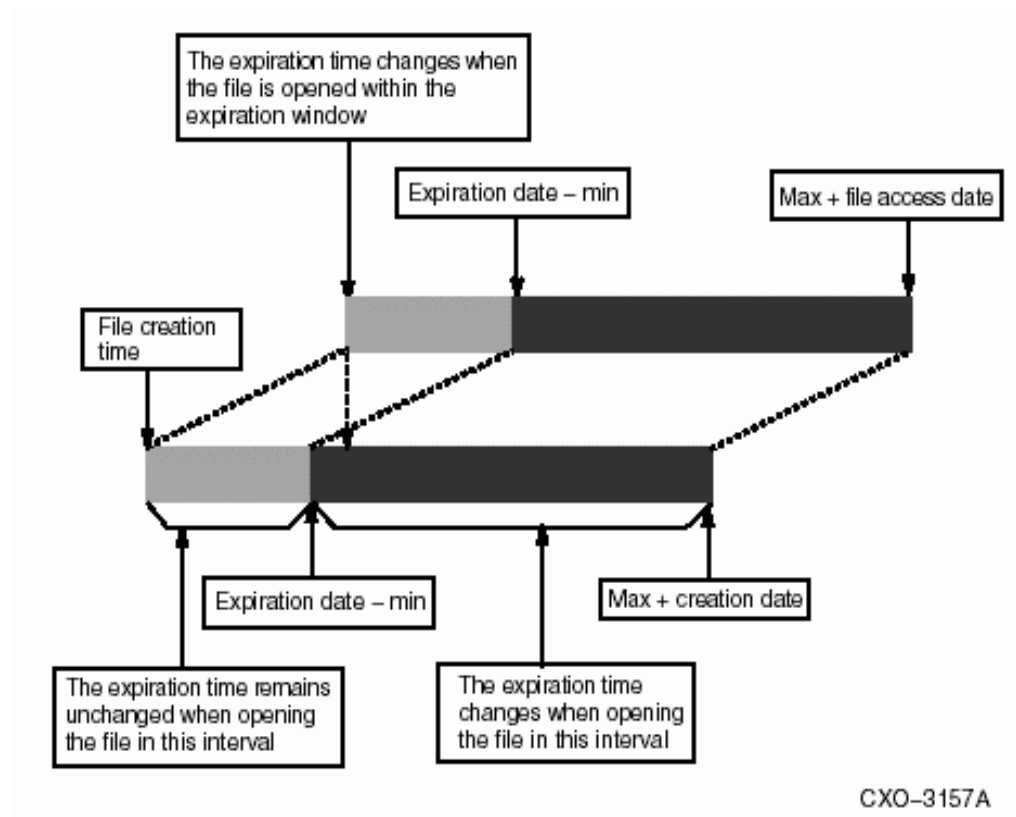 The expiration time changes when
the file is opened within the
expiration window
Expiration date – min
Max + file access date
File creation
time
Expiration date – min
Max + creation date
The expiration time remains
unchanged when opening
the file in this interval
The expiration time
changes when opening
the file in this interval
CXO–3157A